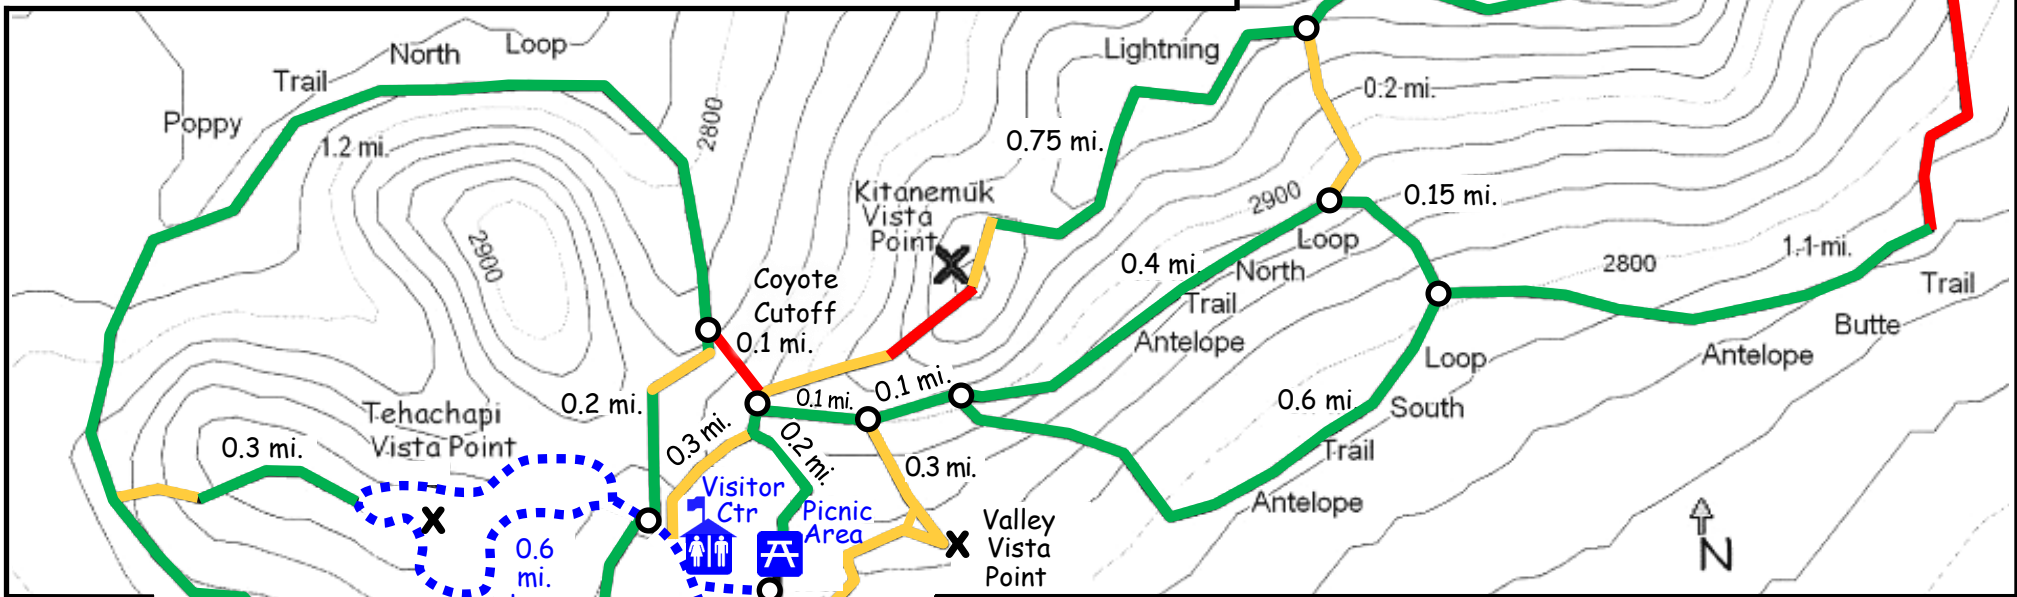 North
Loop
Trail
Poppy
1.2 mi.
2800
Lightning
0.2 mi.
0.75 mi.
Kitanemuk
Vista
Point
2900
0.15 mi.
2900
Loop
North
Trail
Antelope
0.4 mi.
2800
1.1 mi.
Trail
Butte
Antelope
Coyote
Cutoff
0.1 mi.
0.1 mi.
0.1 mi.
Loop
South
Trail
Antelope
0.6 mi
0.2 mi.
Tehachapi
Vista Point
0.3 mi.
0.3 mi.
0.2 mi.
0.3 mi.
Visitor
Ctr
Picnic
Area
Valley
Vista
Point
0.6
mi.
N